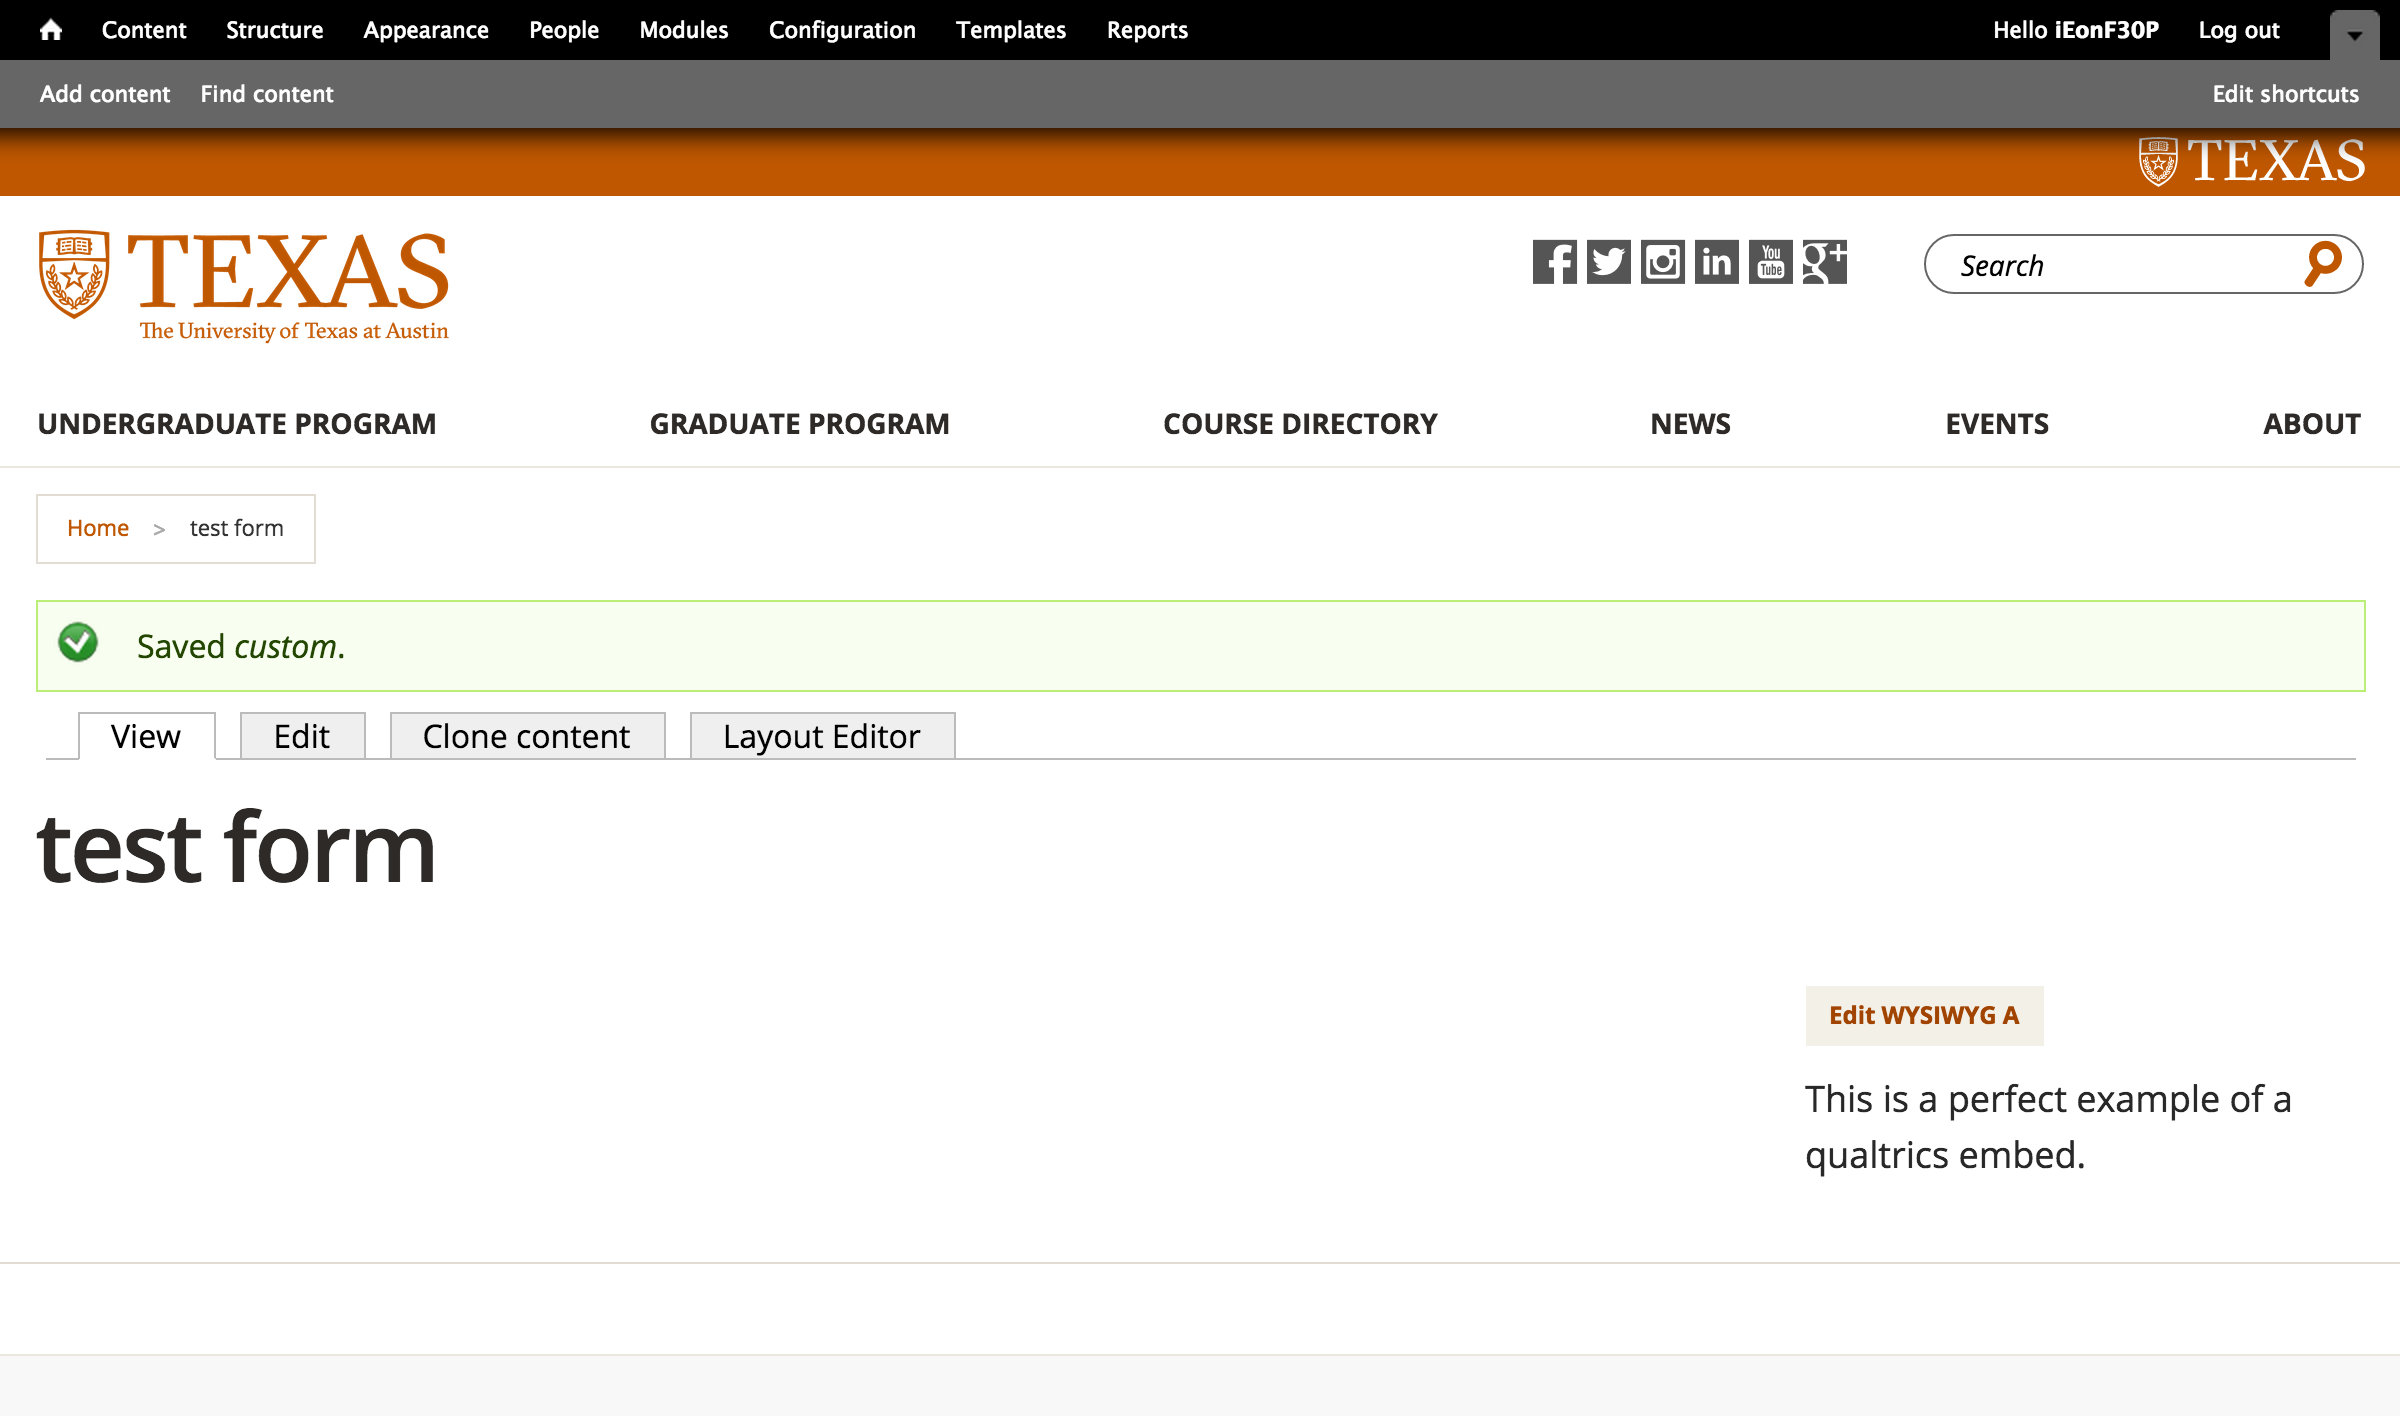 Content Structure Appearance People Modules Configuration Templates Reports Hello iEonF30P Log out
Add content Find content Edit shortcuts
TEXAS
TEXAS
The University of Texas at Austin
You
Tube
g+
in
Search
UNDERGRADUATE PROGRAM GRADUATE PROGRAM COURSE DIRECTORY NEWS EVENTS ABOUT
Home > test form
Saved custom.
View Edit Clone content Layout Editor
test form
Edit WYSIWYG A
This is a perfect example of a
qualtrics embed.